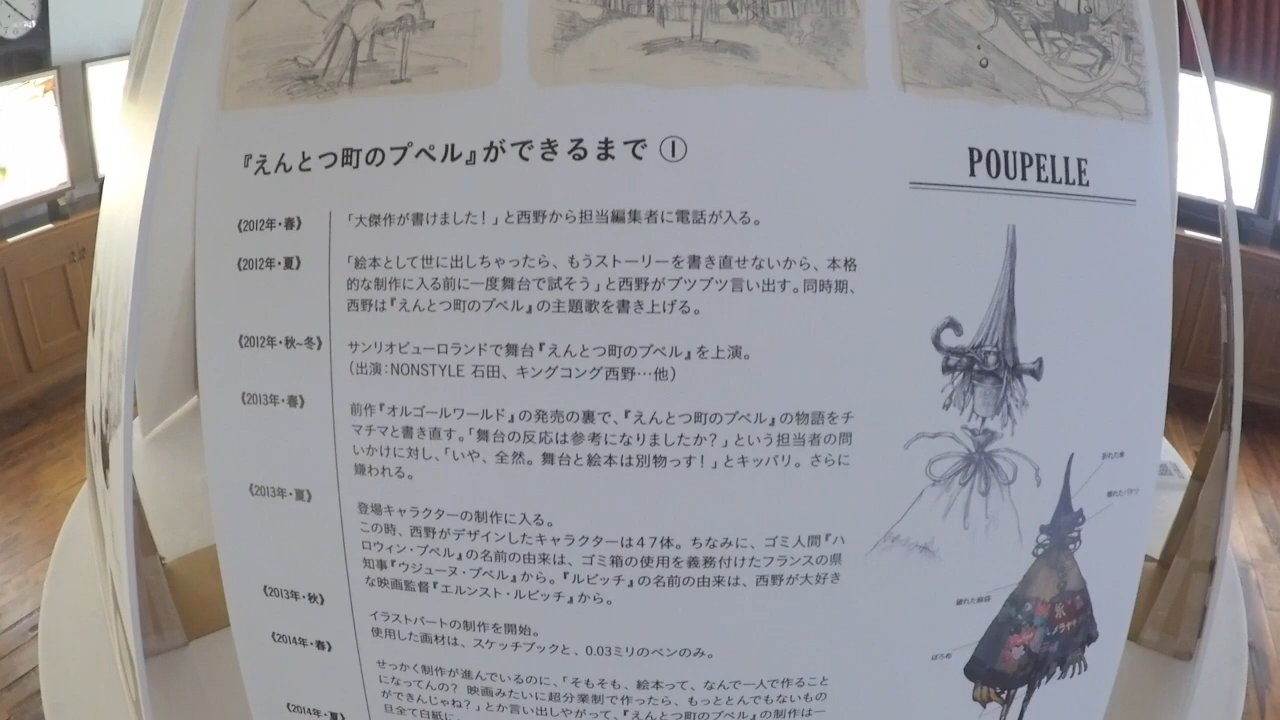 『えんとつ町のプペル』ができるまで ①
POUPELLE
《2012年・春》
「大傑作が書けました！」と西野から担当編集者に電話が入る。
《2012年・夏》
「絵本として世に出しちゃったら、もうストーリーを書き直せないから、本格
的な制作に入る前に一度舞台で試そう」と西野がブツブツ言い出す。同時期、
西野は『えんとつ町のプペル』の主題歌を書き上げる。
《2012年・秋~冬》
サンリオピューロランドで舞台『えんとつ町のプペル』を上演。
（出演：NONSTYLE 石田、キングコング西野…他）
《2013年・春》
前作『オルゴールワールド』の発売の裏で、『えんとつ町のプペル』の物語をチ
マチマと書き直す。「舞台の反応は参考になりましたか？」という担当者の問
いかけに対し、「いや、全然。舞台と絵本は別物っす！」とキッパリ。さらに
嫌われる。
《2013年・夏》
登場キャラクターの制作に入る。
この時、西野がデザインしたキャラクターは47体。ちなみに、ゴミ人間『ハ
ロウィン・プペル』の名前の由来は、ゴミ箱の使用を義務付けたフランスの県
知事『ウジェーヌ・プペル』から。『ルビッチ』の名前の由来は、西野が大好き
な映画監督『エルンスト・ルビッチ』から。
《2013年・秋》
イラストパートの制作を開始。
使用した画材は、スケッチブックと、0.03ミリのペンのみ。
《2014年・春》
せっかく制作が進んでいるのに、「そもそも、絵本って、なんで一人で作ること
になってんの？ 映画みたいに超分業制で作ったら、もっととんでもないもの
ができんじゃね？」とか言い出しやがって、『えんとつ町のプペル』の制作は一
旦全て白紙に。
《2014年・夏》
破れた麻袋